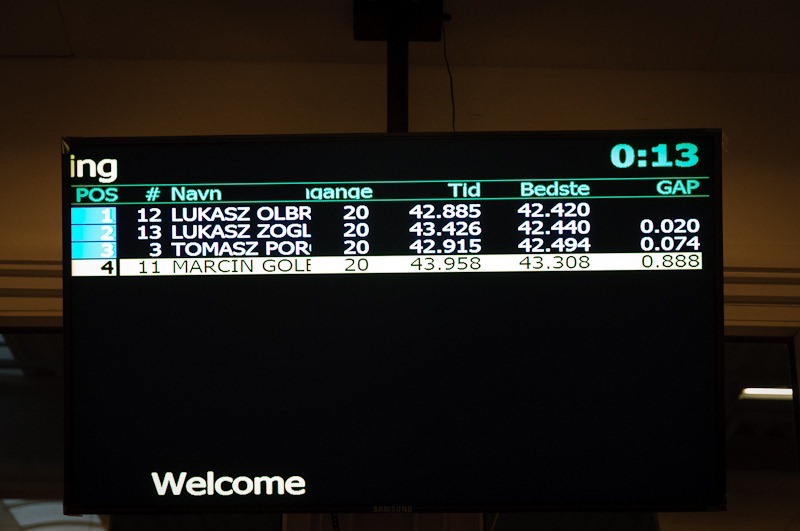 ing 0:13
POS # Navn gange Tid Bedste GAP
1 12 LUKASZ OLBR 20 42.885 42.420
2 13 LUKASZ ZOGL 20 43.426 42.440 0.020
3 3 TOMASZ POR 20 42.915 42.494 0.074
4 11 MARCIN GOLE 20 43.958 43.308 0.888
Welcome
SAMSUNG